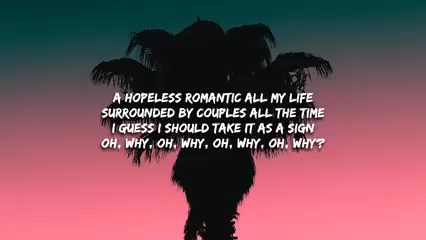 A HOPELESS ROMANTIC ALL MY LIFE
SURROUNDED BY COUPLES ALL THE TIME
I GUESS I SHOULD TAKE IT AS A SIGN
OH, WHY, OH, WHY, OH, WHY, OH, WHY?